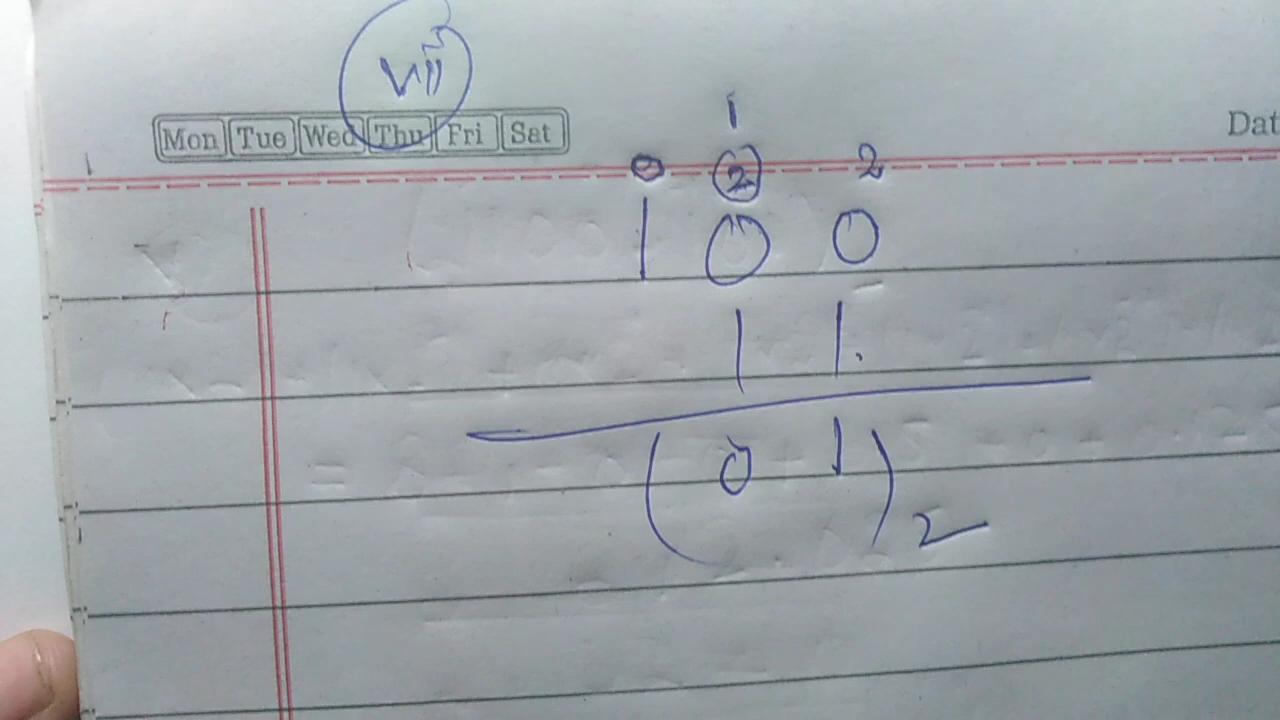 vii
Mon Tue Wed Thu Fri Sat
Dat
1
0 2 2
1 0 0
1 1.
(0 1)2